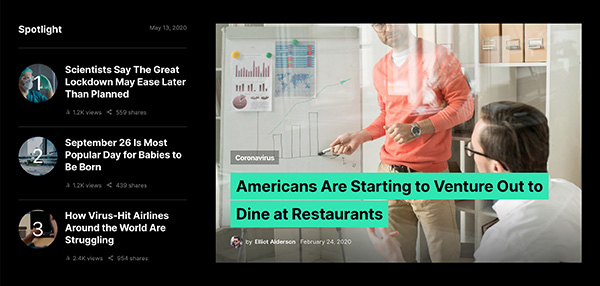 Spotlight
May 13, 2020
1
Scientists Say The Great
Lockdown May Ease Later
Than Planned
1.2K views 559 shares
2
September 26 Is Most
Popular Day for Babies to
Be Born
1.2K views 439 shares
3
How Virus-Hit Airlines
Around the World Are
Struggling
2.4K views 954 shares
Coronavirus
Americans Are Starting to Venture Out to
Dine at Restaurants
by Elliot Alderson February 24, 2020